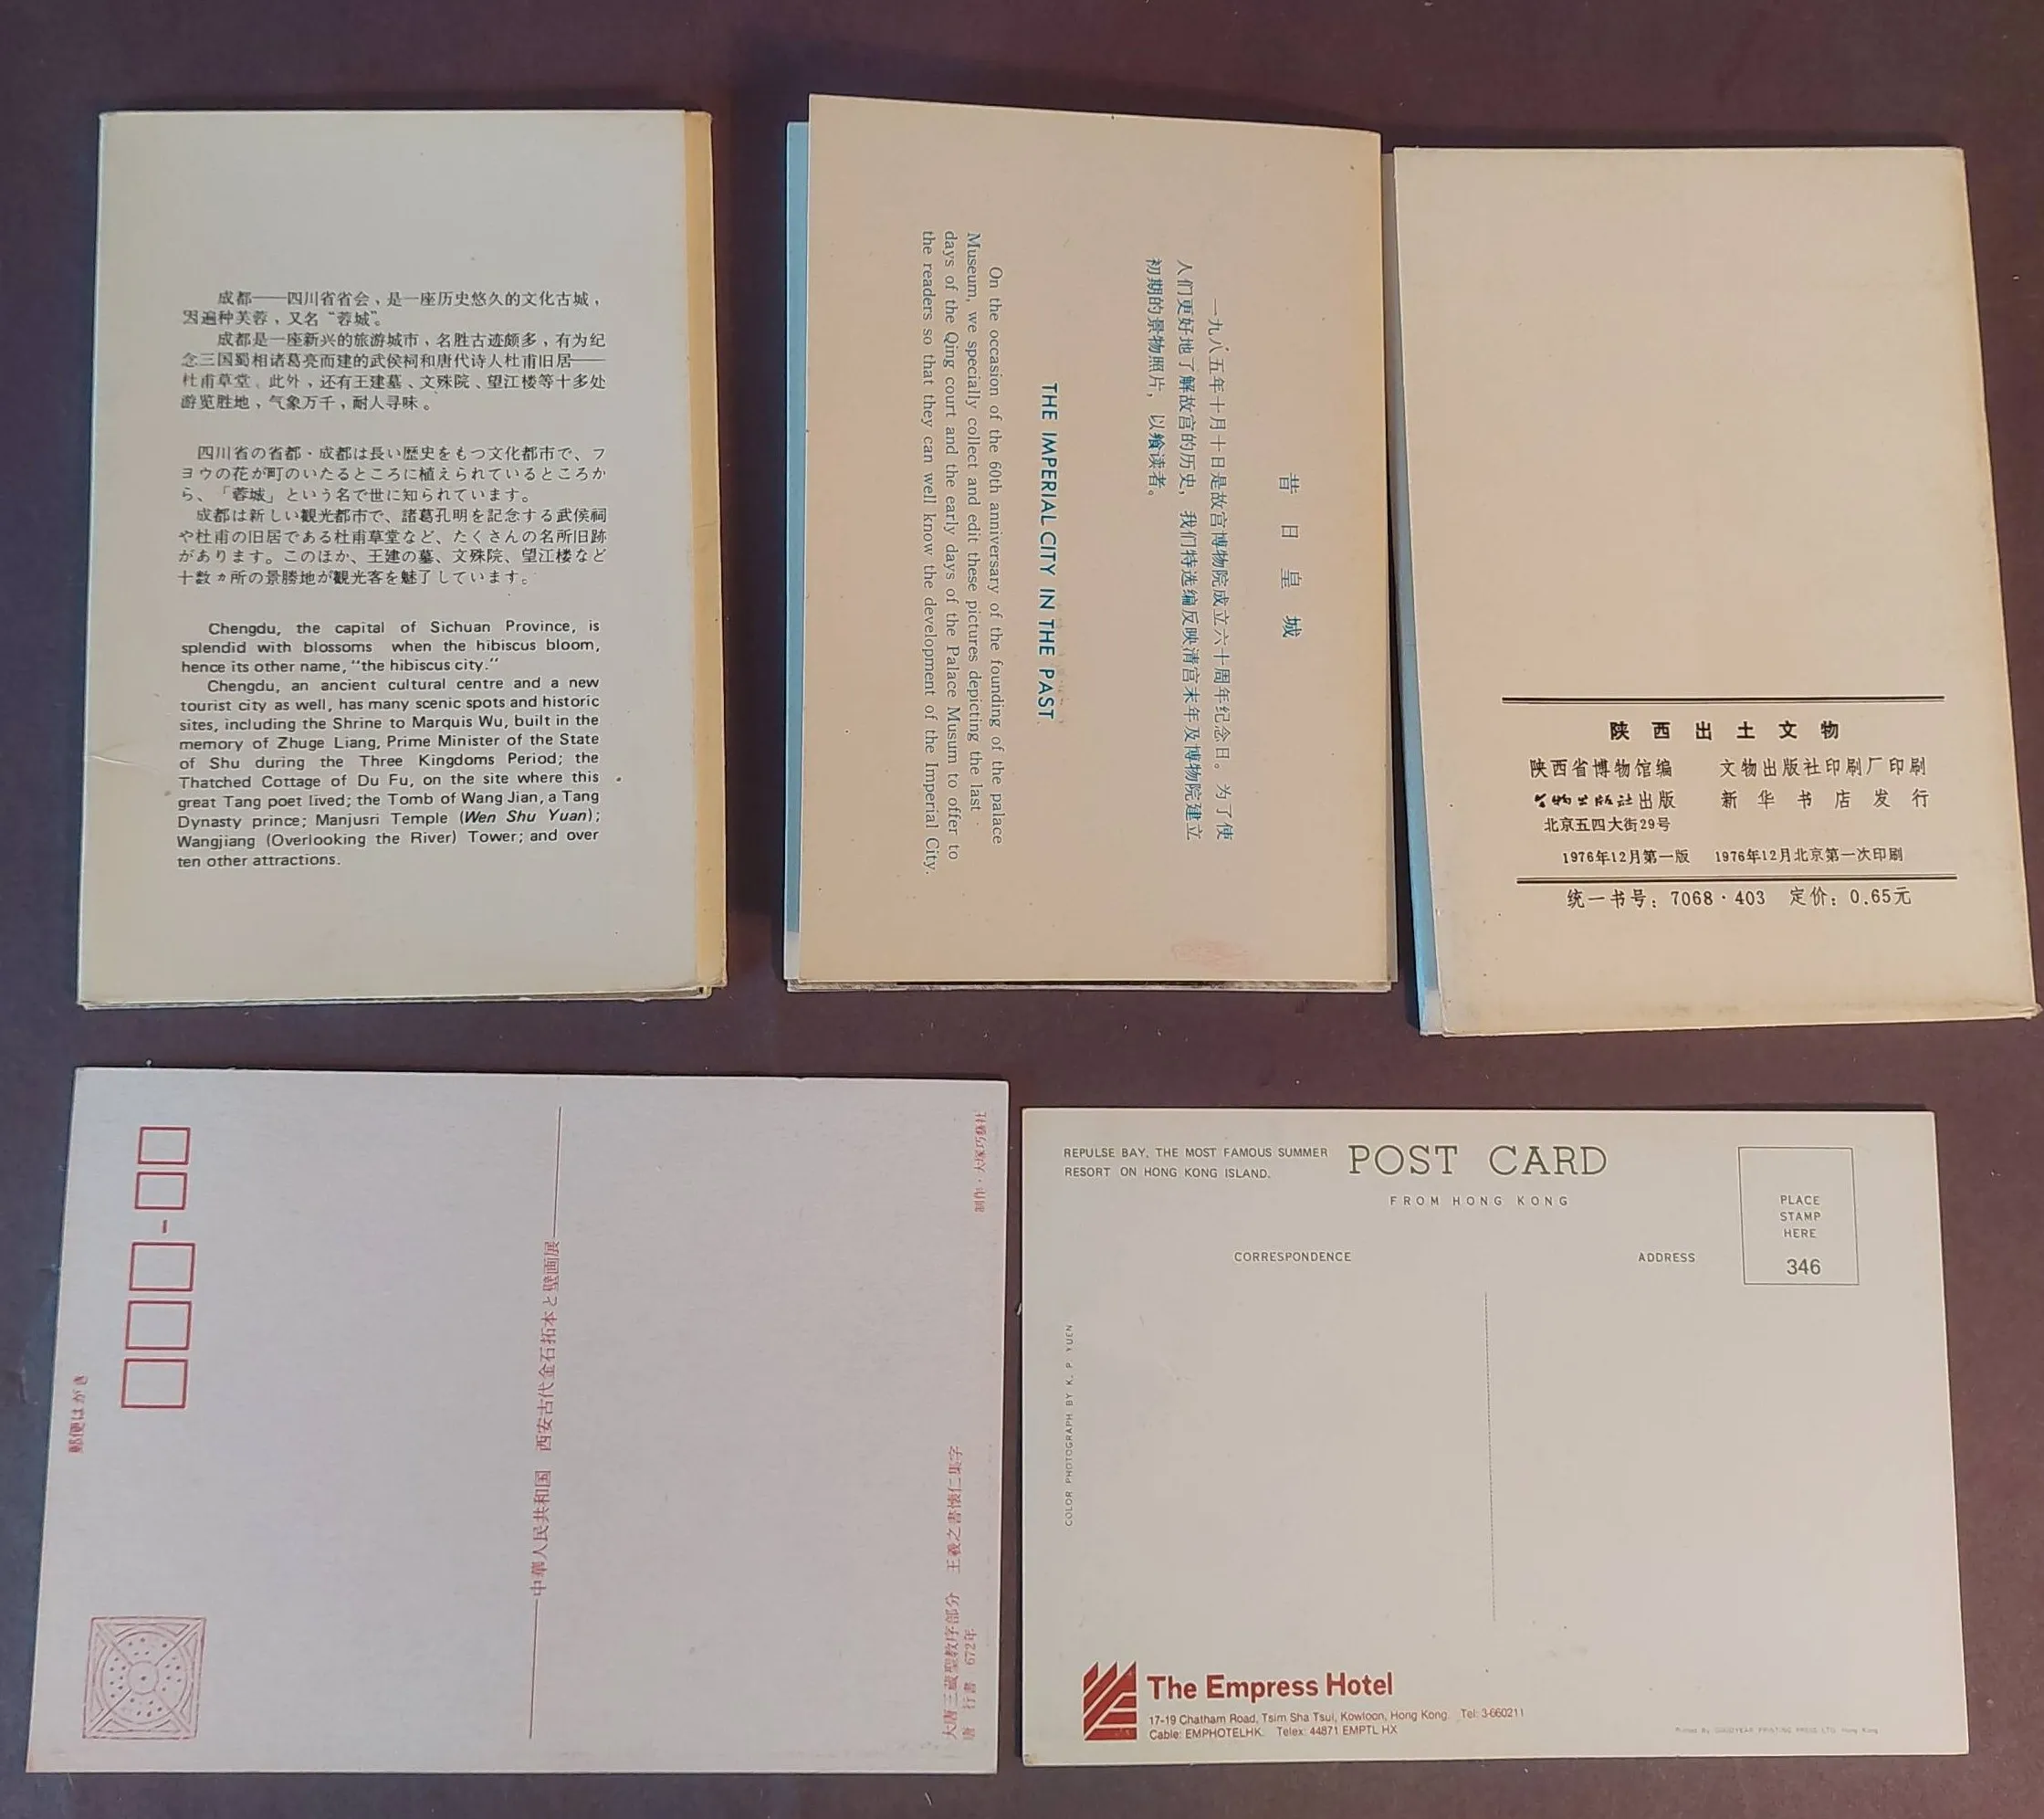 成都——四川省省会、是一座历史悠久的文化古城，
因遍种芙蓉、又名“蓉城”。
成都是一座新兴的旅游城市，名胜古迹颇多，有为纪
念三国蜀相诸葛亮而建的武侯祠和唐代诗人杜甫旧居——
杜甫草堂。此外，还有王建墓、文殊院、望江楼等十多处
游览胜地，气象万千，耐人寻味。
四川省の省都·成都は長い歴史をもつ文化都市で、フ
ヨウの花が町のいたるところに植えられているところか
ら、「蓉城」という名で世に知られています。
成都は新しい観光都市で、諸葛孔明を記念する武侯祠
や杜甫の旧居である杜甫草堂など、たくさんの名所旧跡
があります。このほか、王建の墓、文殊院、望江楼など
十数ヵ所の景勝地が観光客を魅了しています。
Chengdu, the capital of Sichuan Province, is
splendid with blossoms when the hibiscus bloom,
hence its other name, “the hibiscus city.”
Chengdu, an ancient cultural centre and a new
tourist city as well, has many scenic spots and historic
sites, including the Shrine to Marquis Wu, built in the
memory of Zhuge Liang, Prime Minister of the State
of Shu during the Three Kingdoms Period; the
Thatched Cottage of Du Fu, on the site where this
great Tang poet lived; the Tomb of Wang Jian, a Tang
Dynasty prince; Manjusri Temple (Wen Shu Yuan);
Wangjiang (Overlooking the River) Tower; and over
ten other attractions.
昔日皇城
一九八五年十月十日是故宫博物院成立六十周年纪念日。为了使
人们更好地了解故宫的历史，我们特选编反映清宫末年及博物院建立
初期的景物照片，以飨读者。
THE IMPERIAL CITY IN THE PAST
On the occasion of the 60th anniversary of the founding of the palace
Museum, we specially collect and edit these pictures depicting the last
days of the Qing court and the early days of the Palace Musum to offer to
the readers so that they can well know the development of the Imperial City.
陕西出土文物
陕西省博物馆编 文物出版社印刷厂印刷
文物出版社出版 新华书店发行
北京五四大街29号
1976年12月第一版 1976年12月北京第一次印刷
统一书号：7068·403 定价：0.65元
郵便はがき
中華人民共和国 西安古代金石拓本と壁画展
大唐三蔵聖教序部分 王羲之書懐仁集字
唐 行書 672年
REPULSE BAY, THE MOST FAMOUS SUMMER
RESORT ON HONG KONG ISLAND.
POST CARD
FROM HONG KONG
CORRESPONDENCE
ADDRESS
PLACE
STAMP
HERE
346
COLOR PHOTOGRAPH BY K. P. YUEN
The Empress Hotel
17-19 Chatham Road, Tsim Sha Tsui, Kowloon, Hong Kong. Tel: 3-660211
Cable: EMPHOTELHK. Telex: 44871 EMPTL HX